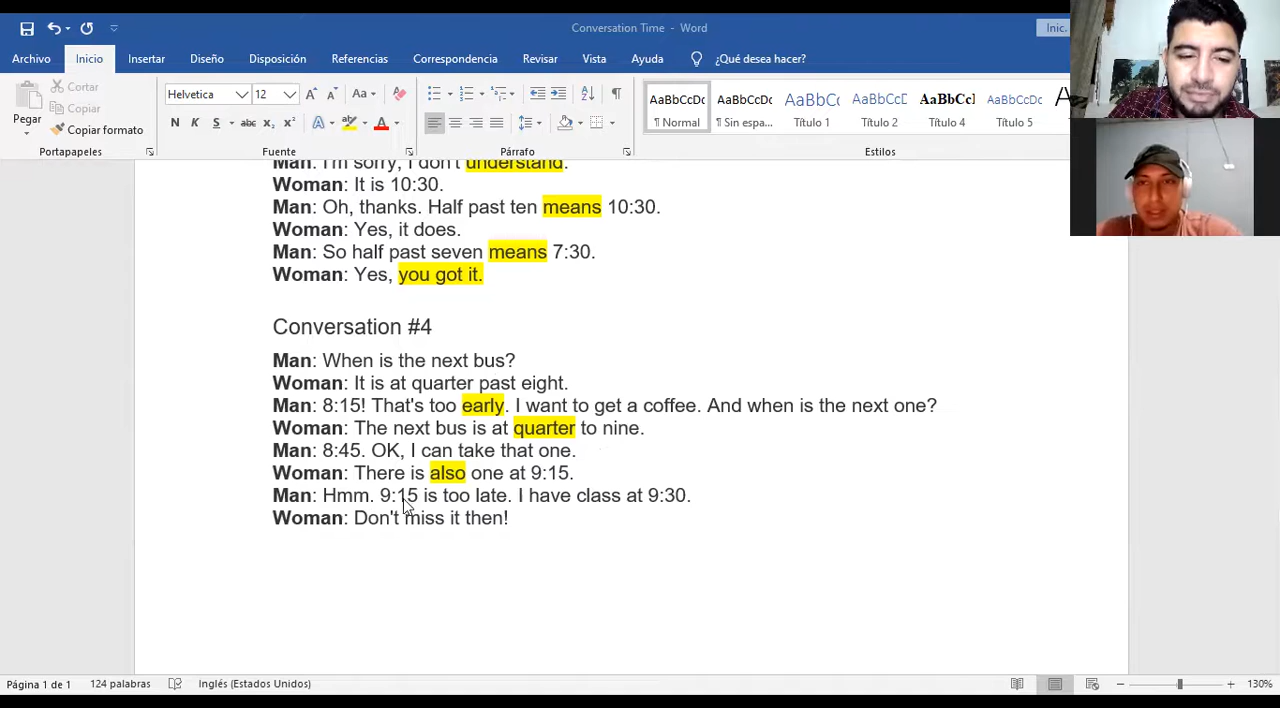 Conversation Time - Word
Inic.
Archivo Inicio Insertar Diseño Disposición Referencias Correspondencia Revisar Vista Ayuda ¿Qué desea hacer?
Pegar
Cortar
Copiar
Copiar formato
Portapapeles
Helvetica 12
Fuente
Párrafo
AaBbCcDc AaBbCcDc AaBbC AaBbCcD AaBbCcI AaBbCcDc
¶ Normal ¶ Sin espa... Título 1 Título 2 Título 4 Título 5
Estilos
Man: I'm sorry, I don't understand.
Woman: It is 10:30.
Man: Oh, thanks. Half past ten means 10:30.
Woman: Yes, it does.
Man: So half past seven means 7:30.
Woman: Yes, you got it.
Conversation #4
Man: When is the next bus?
Woman: It is at quarter past eight.
Man: 8:15! That's too early. I want to get a coffee. And when is the next one?
Woman: The next bus is at quarter to nine.
Man: 8:45. OK, I can take that one.
Woman: There is also one at 9:15.
Man: Hmm. 9:15 is too late. I have class at 9:30.
Woman: Don't miss it then!
Página 1 de 1 124 palabras Inglés (Estados Unidos) 130%